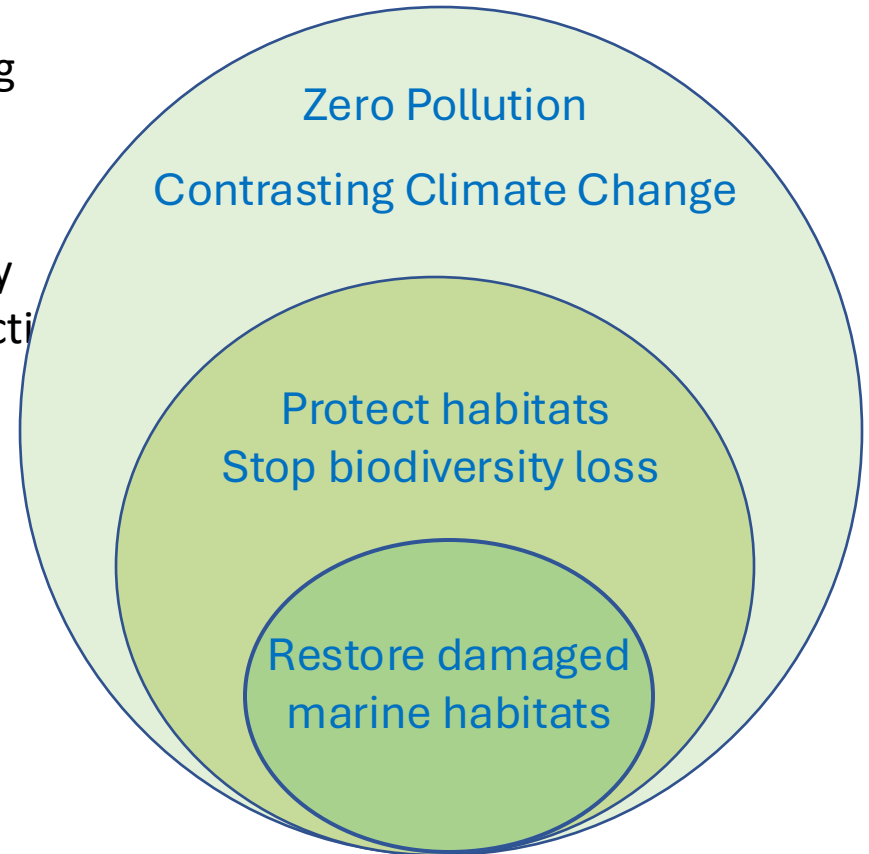 Zero Pollution
Contrasting Climate Change
Protect habitats
Stop biodiversity loss
Restore damaged
marine habitats